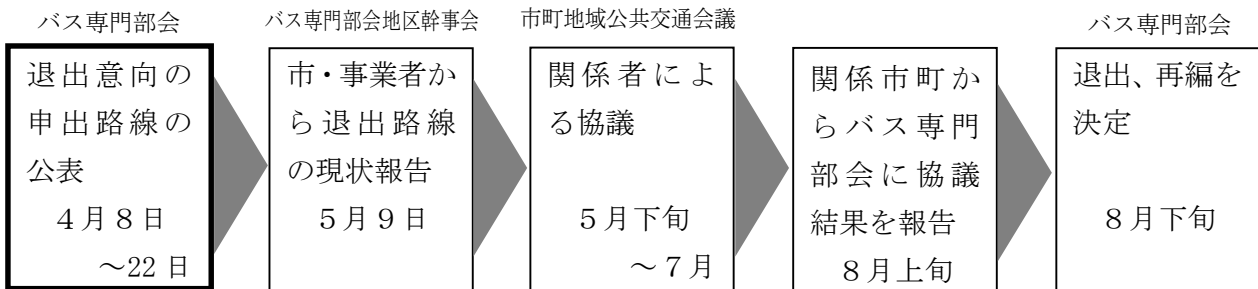 バス専門部会
退出意向の
申出路線の
公表
４月８日
～22 日
バス専門部会地区幹事会
市・事業者か
ら退出路線
の現状報告
５月９日
市町地域公共交通会議
関係者によ
る協議
５月下旬
～７月
関係市町か
らバス専門
部会に協議
結果を報告
８月上旬
バス専門部会
退出、再編を
決定
８月下旬